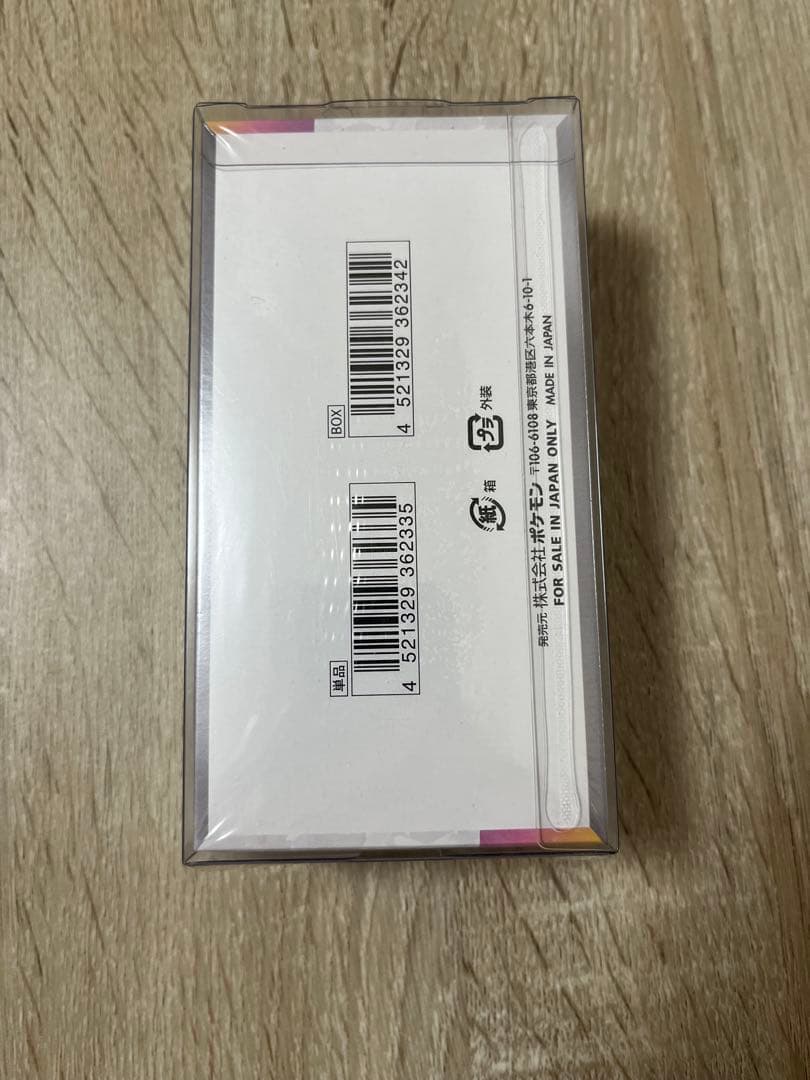 単品
4 521329 362335
BOX
4 521329 362342
紙 箱
プラ 外装
発売元 株式会社 ポケモン 〒106-6108 東京都港区六本木6-10-1
FOR SALE IN JAPAN ONLY MADE IN JAPAN